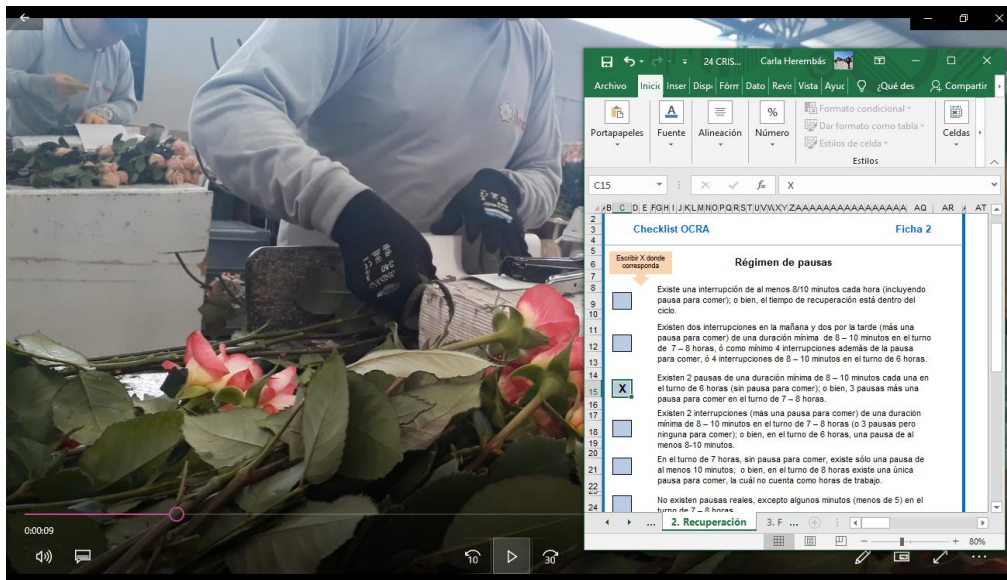 24 CRIS... Carla Herembás
Archivo Inicio Inser Dispo Fórm Dato Revis Vista Ayuc ¿Qué des Compartir
Portapapeles Fuente Alineación Número Formato condicional
Dar formato como tabla
Estilos de celda
Estilos
Celdas
C15 fx X
AQ AR AT
Checklist OCRA Ficha 2
Escribir X donde
corresponda
Régimen de pausas
Existe una interrupción de al menos 8/10 minutos cada hora (incluyendo
pausa para comer); o bien, el tiempo de recuperación está dentro del
ciclo.
Existen dos interrupciones en la mañana y dos por la tarde (más una
pausa para comer) de una duración mínima de 8 – 10 minutos en el turno
de 7 – 8 horas, ó como mínimo 4 interrupciones además de la pausa
para comer, ó 4 interrupciones de 8 – 10 minutos en el turno de 6 horas.
X
Existen 2 pausas de una duración mínima de 8 – 10 minutos cada una en
el turno de 6 horas (sin pausa para comer); o bien, 3 pausas más una
pausa para comer en el turno de 7 – 8 horas.
Existen 2 interrupciones (más una pausa para comer) de una duración
mínima de 8 – 10 minutos en el turno de 7 – 8 horas (o 3 pausas pero
ninguna para comer); o bien, en el turno de 6 horas, una pausa de al
menos 8-10 minutos.
En el turno de 7 horas, sin pausa para comer, existe sólo una pausa de
al menos 10 minutos; o bien, en el turno de 8 horas existe una única
pausa para comer, la cuál no cuenta como horas de trabajo.
No existen pausas reales, excepto algunos minutos (menos de 5) en el
turno de 7 – 8 horas.
... 2. Recuperación 3. F ...
80%
0:00:09
10 30